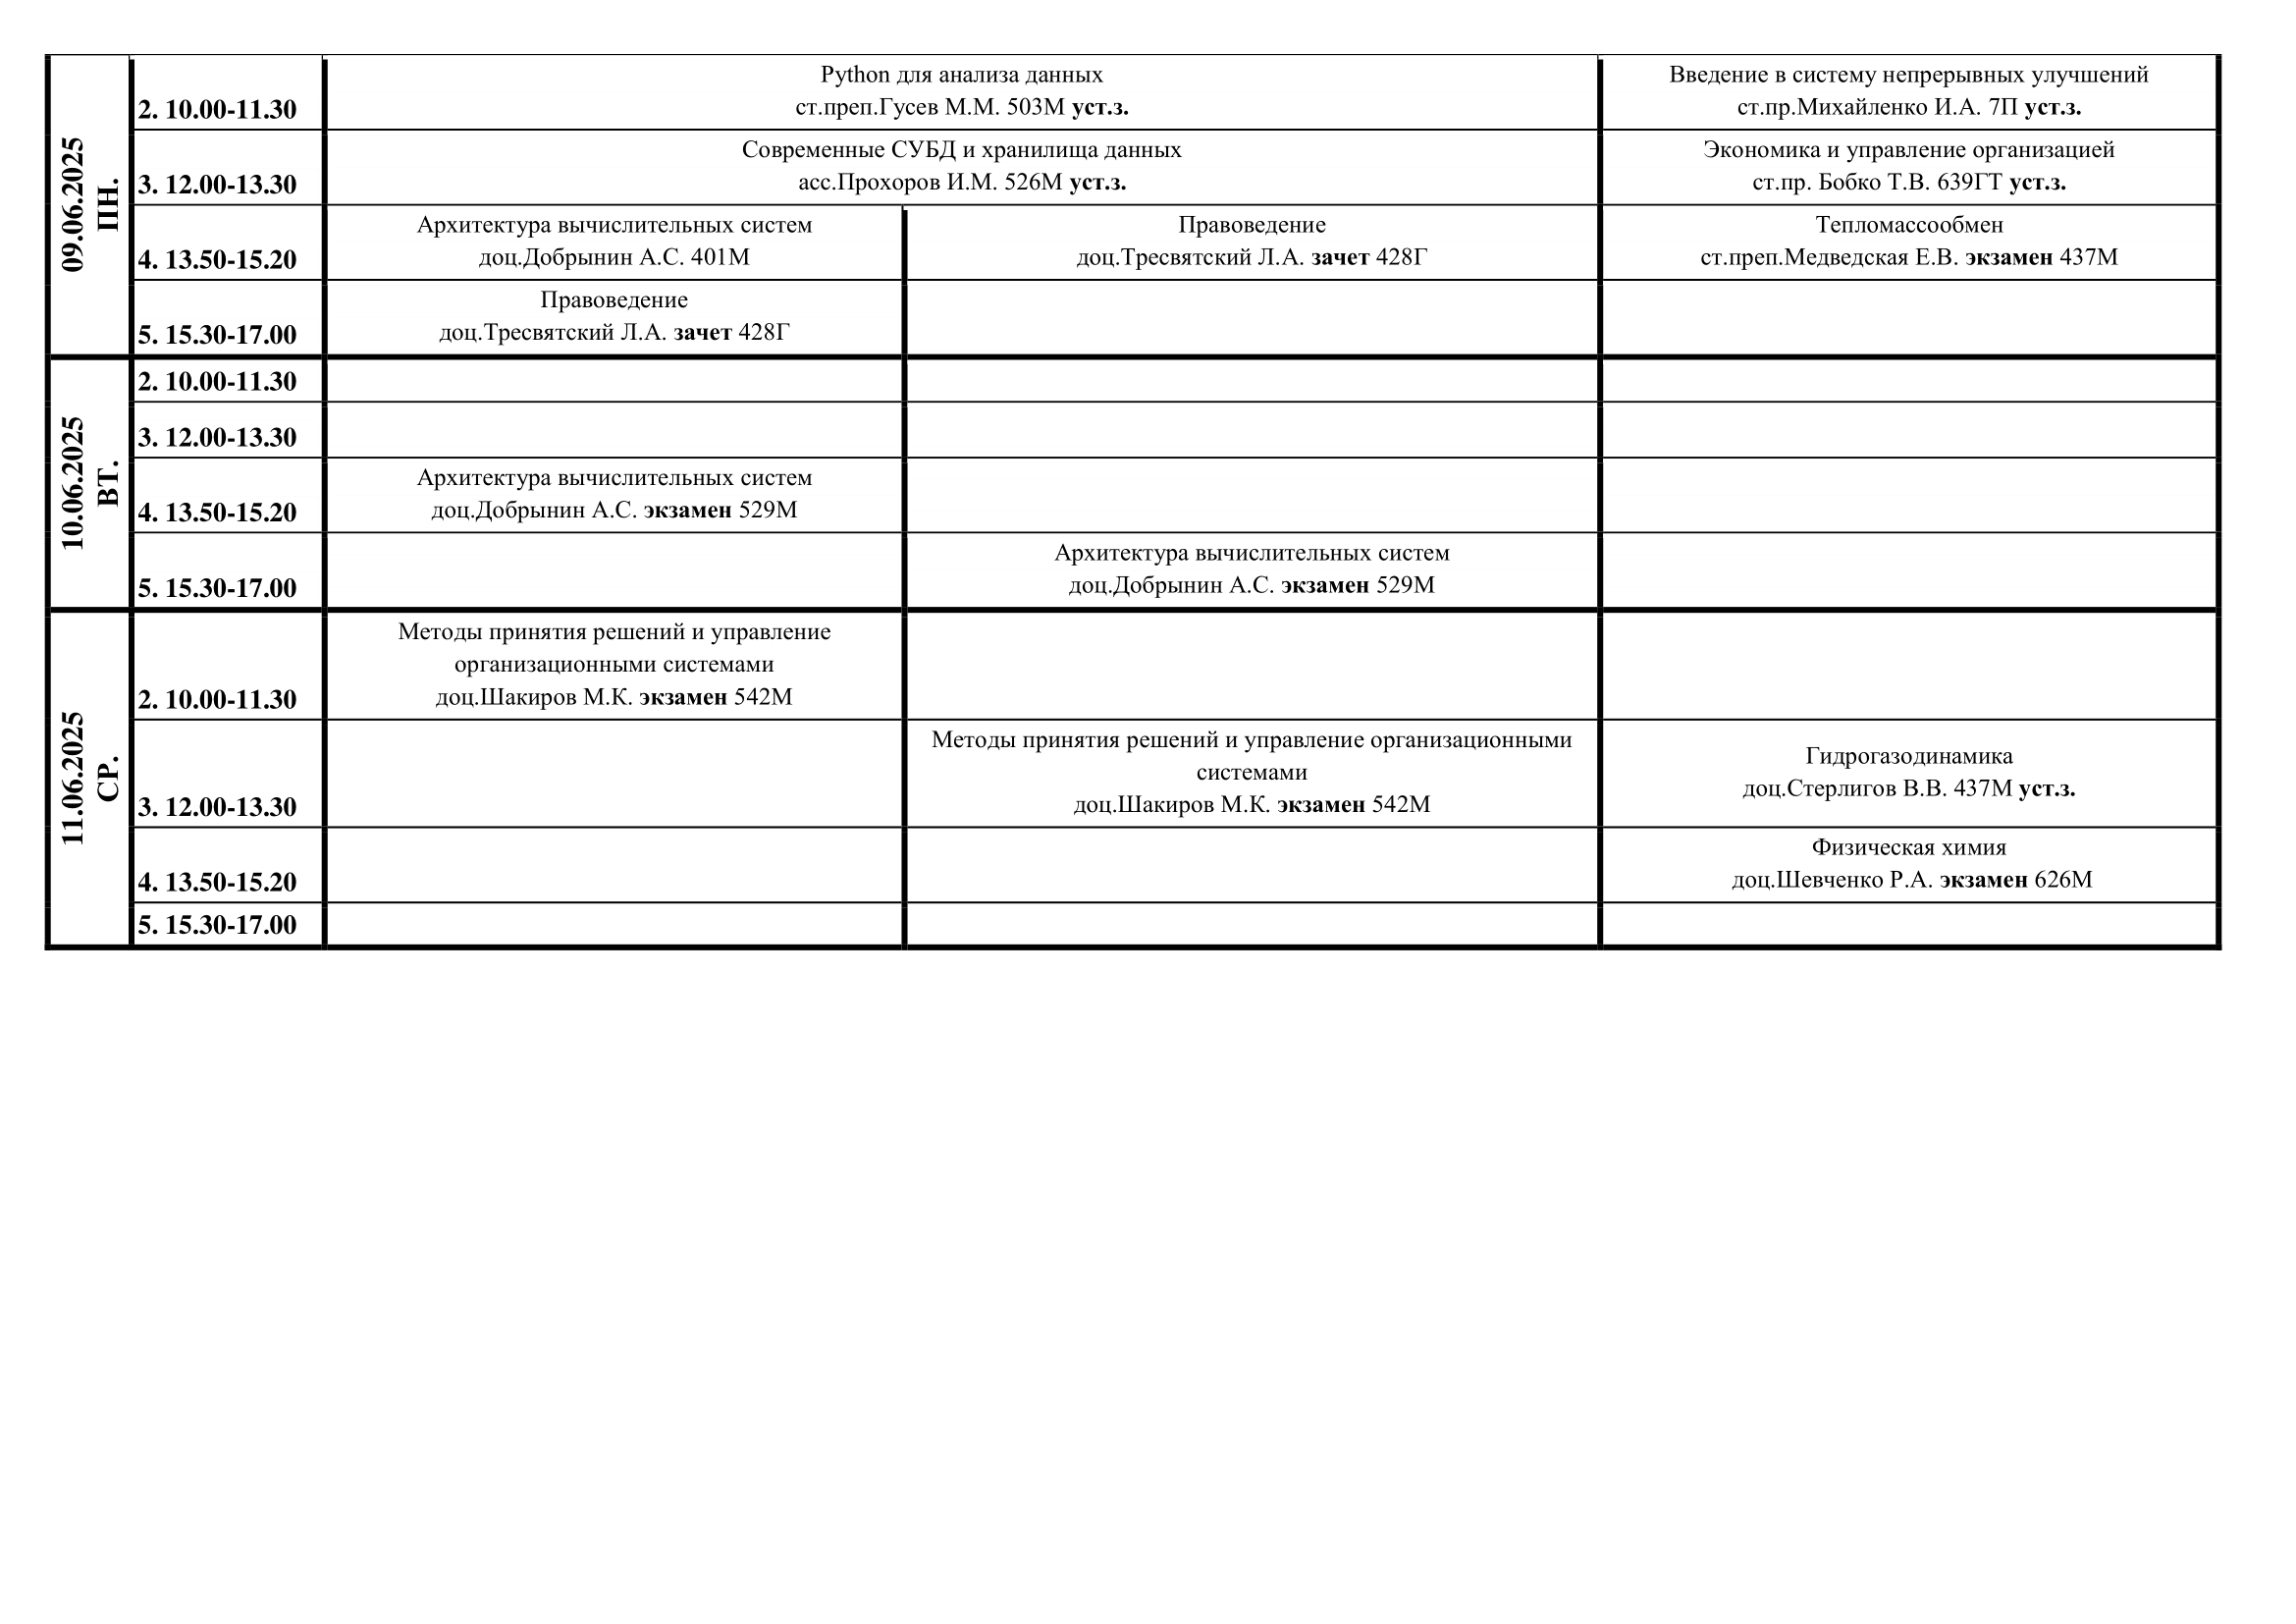 09.06.2025
ПН.
2. 10.00-11.30
Python для анализа данных
ст.преп.Гусев М.М. 503М уст.з.
Введение в систему непрерывных улучшений
ст.пр.Михайленко И.А. 7П уст.з.
3. 12.00-13.30
Современные СУБД и хранилища данных
асс.Прохоров И.М. 526М уст.з.
Экономика и управление организацией
ст.пр. Бобко Т.В. 639ГТ уст.з.
4. 13.50-15.20
Архитектура вычислительных систем
доц.Добрынин А.С. 401М
Правоведение
доц.Тресвятский Л.А. зачет 428Г
Тепломассообмен
ст.преп.Медведская Е.В. экзамен 437М
5. 15.30-17.00
Правоведение
доц.Тресвятский Л.А. зачет 428Г
10.06.2025
ВТ.
2. 10.00-11.30
3. 12.00-13.30
4. 13.50-15.20
Архитектура вычислительных систем
доц.Добрынин А.С. экзамен 529М
5. 15.30-17.00
Архитектура вычислительных систем
доц.Добрынин А.С. экзамен 529М
11.06.2025
СР.
2. 10.00-11.30
Методы принятия решений и управление
организационными системами
доц.Шакиров М.К. экзамен 542М
3. 12.00-13.30
Методы принятия решений и управление организационными
системами
доц.Шакиров М.К. экзамен 542М
Гидрогазодинамика
доц.Стерлигов В.В. 437М уст.з.
4. 13.50-15.20
Физическая химия
доц.Шевченко Р.А. экзамен 626М
5. 15.30-17.00